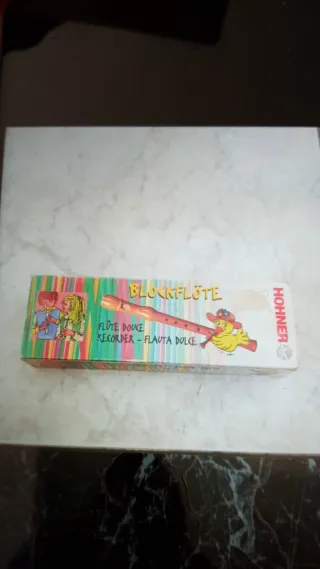 BLOCKFLÖTE
FLÛTE DOUCE
RECORDER - FLAUTA DULCE
HOHNER